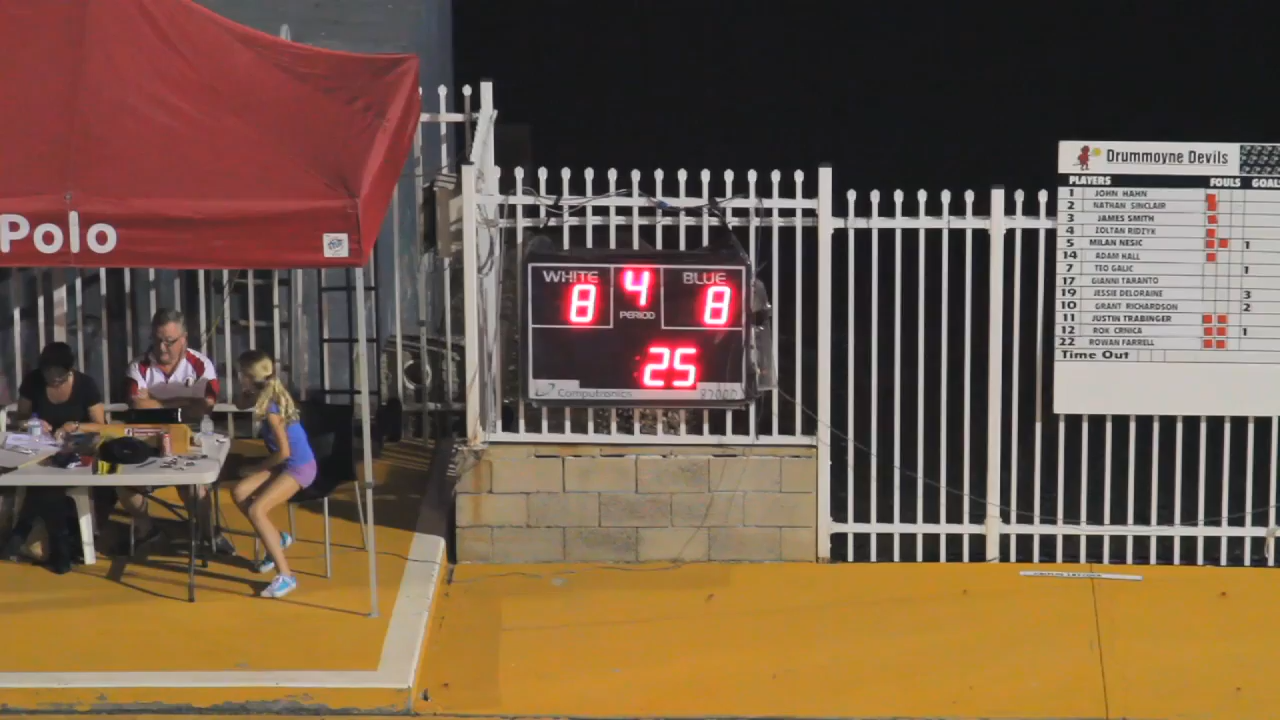 Polo
WHITE 4 BLUE
8 PERIOD 8
25
Computronics
Drummoyne Devils
PLAYERS FOULS GOALS
1 JOHN HAHN
2 NATHAN SINCLAIR
3 JAMES SMITH
4 ZOLTAN RIDZYK
5 MILAN NESIC 1
14 ADAM HALL
7 TEO GALIC 1
17 GIANNI TARANTO
19 JESSIE DELORAINE 3
10 GRANT RICHARDSON 2
11 JUSTIN TRABINGER
12 ROK CRNICA 1
22 ROWAN FARRELL
Time Out